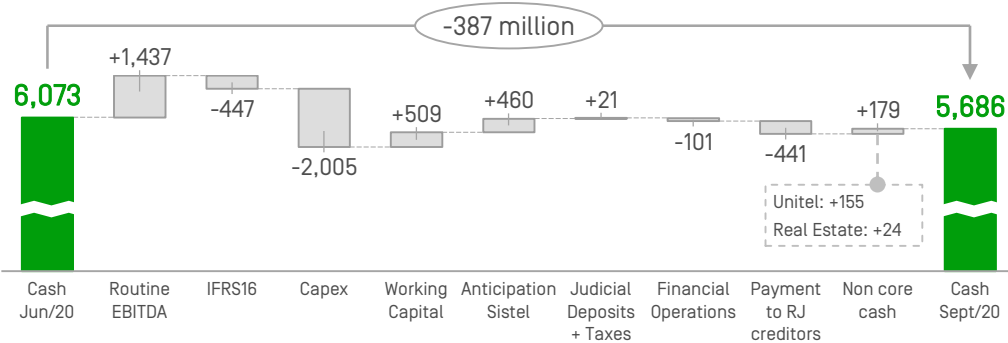 -387 million
6,073
+1,437
-447
-2,005
+509
+460
+21
-101
-441
+179
5,686
Unitel: +155
Real Estate: +24
Cash
Jun/20
Routine
EBITDA
IFRS16
Capex
Working
Capital
Anticipation
Sistel
Judicial
Deposits
+ Taxes
Financial
Operations
Payment
to RJ
creditors
Non core
cash
Cash
Sept/20